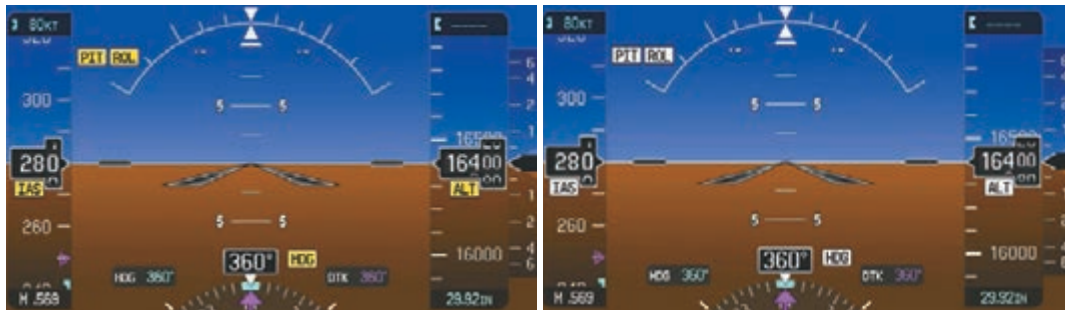 80KT
PIT ROL
300
5 5
280
16400
IAS
ALT
260
5 5
16000
360° HDG
HDG 360°
DTK 360°
M .569
29.92IN
80KT
PIT ROL
300
5 5
280
16400
IAS
ALT
260
5 5
16000
360° HDG
HDG 360°
DTK 360°
M .569
29.92IN